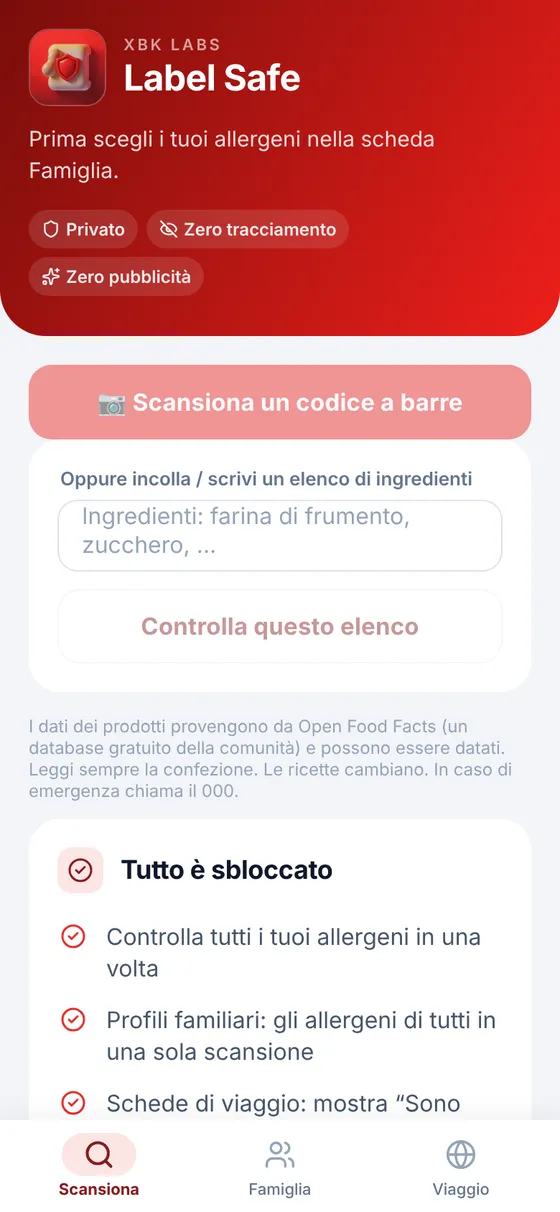 XBK LABS
Label Safe
Prima scegli i tuoi allergeni nella scheda
Famiglia.
Privato
Zero tracciamento
Zero pubblicità
Scansiona un codice a barre
Oppure incolla / scrivi un elenco di ingredienti
Ingredienti: farina di frumento,
zucchero, ...
Controlla questo elenco
I dati dei prodotti provengono da Open Food Facts (un
database gratuito della comunità) e possono essere datati.
Leggi sempre la confezione. Le ricette cambiano. In caso di
emergenza chiama il 000.
Tutto è sbloccato
Controlla tutti i tuoi allergeni in una
volta
Profili familiari: gli allergeni di tutti in
una sola scansione
Schede di viaggio: mostra “Sono
Scansiona
Famiglia
Viaggio